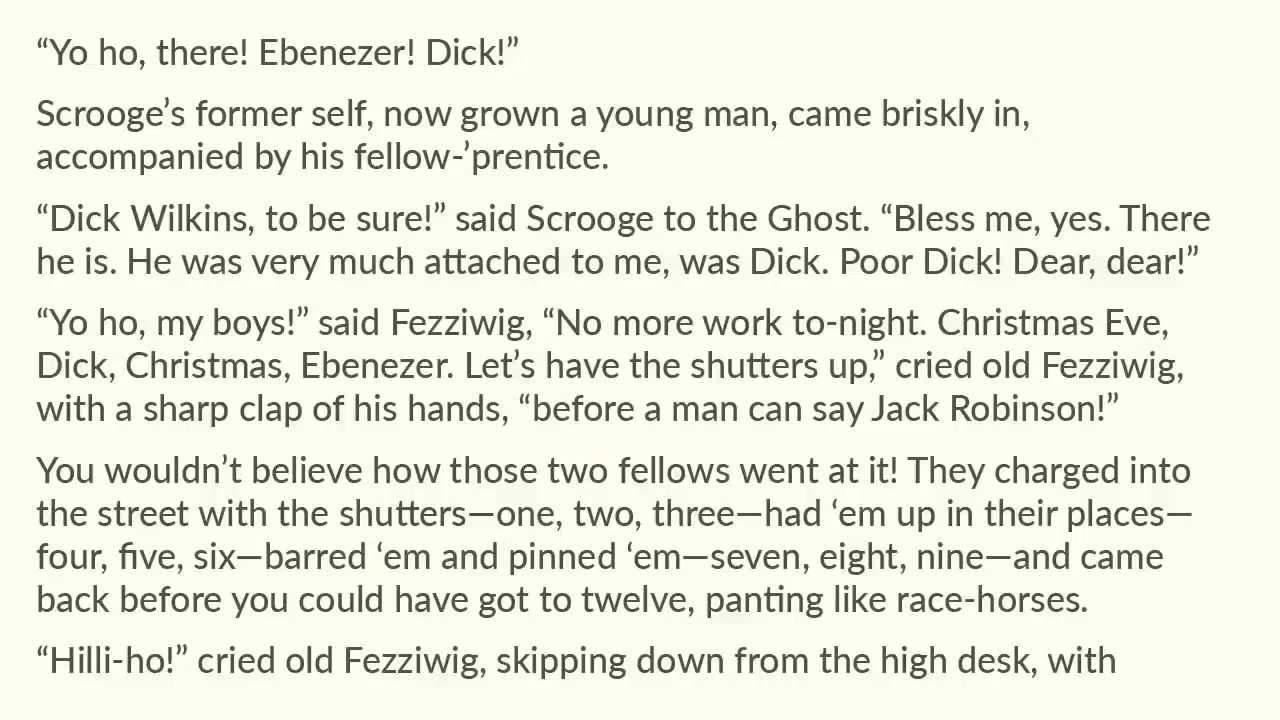 “Yo ho, there! Ebenezer! Dick!”
Scrooge’s former self, now grown a young man, came briskly in,
accompanied by his fellow-’prentice.
“Dick Wilkins, to be sure!” said Scrooge to the Ghost. “Bless me, yes. There
he is. He was very much attached to me, was Dick. Poor Dick! Dear, dear!”
“Yo ho, my boys!” said Fezziwig, “No more work to-night. Christmas Eve,
Dick, Christmas, Ebenezer. Let’s have the shutters up,” cried old Fezziwig,
with a sharp clap of his hands, “before a man can say Jack Robinson!”
You wouldn’t believe how those two fellows went at it! They charged into
the street with the shutters—one, two, three—had ‘em up in their places—
four, five, six—barred ‘em and pinned ‘em—seven, eight, nine—and came
back before you could have got to twelve, panting like race-horses.
“Hilli-ho!” cried old Fezziwig, skipping down from the high desk, with